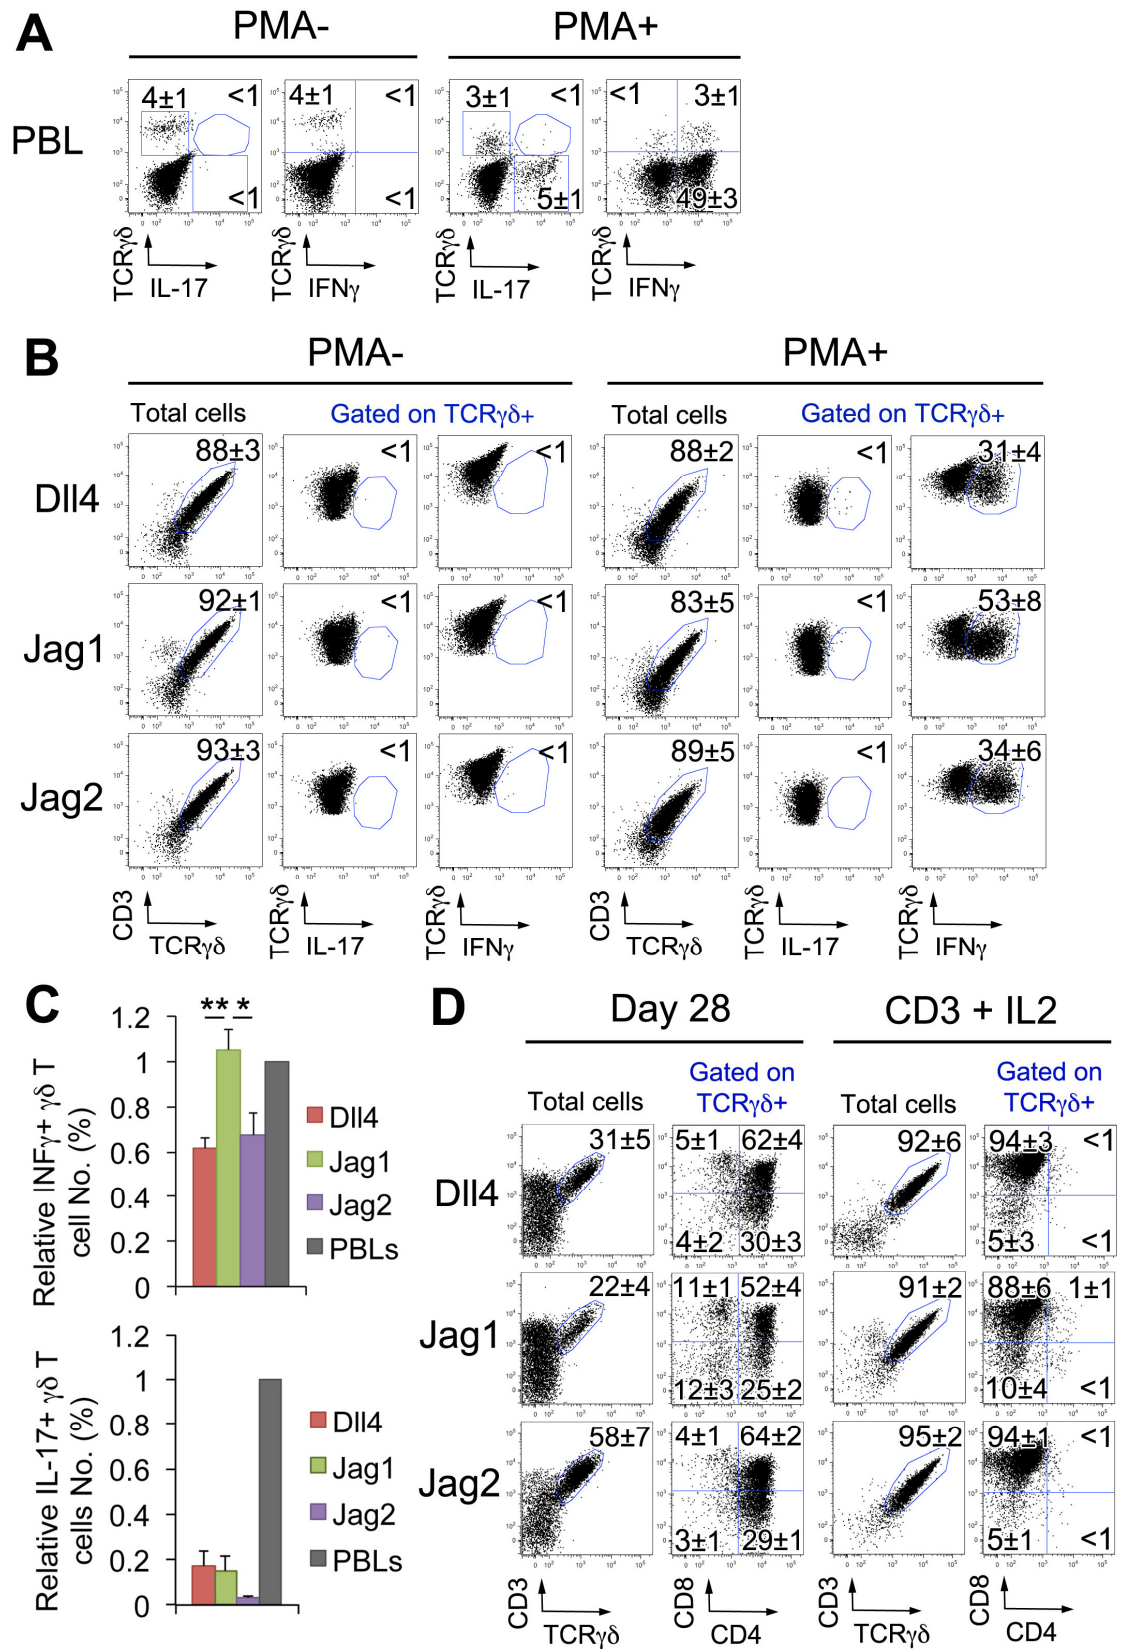 A
PMA-
PMA+
PBL
4±1
<1
<1
4±1
<1
<1
3±1
<1
5±1
<1
3±1
49±3
TCRγδ
IL-17
TCRγδ
IFNγ
TCRγδ
IL-17
TCRγδ
IFNγ
B
PMA-
PMA+
Total cells
Gated on TCRγδ+
Total cells
Gated on TCRγδ+
Dll4
88±3
<1
<1
88±2
<1
31±4
Jag1
92±1
<1
<1
83±5
<1
53±8
Jag2
93±3
<1
<1
89±5
<1
34±6
CD3
TCRγδ
TCRγδ
IL-17
TCRγδ
IFNγ
CD3
TCRγδ
TCRγδ
IL-17
TCRγδ
IFNγ
C
Relative INFγ+ γδ T
cell No. (%)
1.2
1
0.8
0.6
0.4
0.2
0
** *
Dll4
Jag1
Jag2
PBLs
Relative IL-17+ γδ T
cells No. (%)
1.2
1
0.8
0.6
0.4
0.2
0
Dll4
Jag1
Jag2
PBLs
D
Day 28
CD3 + IL2
Total cells
Gated on
TCRγδ+
Total cells
Gated on
TCRγδ+
Dll4
31±5
5±1
62±4
4±2
30±3
92±6
94±3
<1
5±3
<1
Jag1
22±4
11±1
52±4
12±3
25±2
91±2
88±6
1±1
10±4
<1
Jag2
58±7
4±1
64±2
3±1
29±1
95±2
94±1
<1
5±1
<1
CD3
TCRγδ
CD8
CD4
CD3
TCRγδ
CD8
CD4